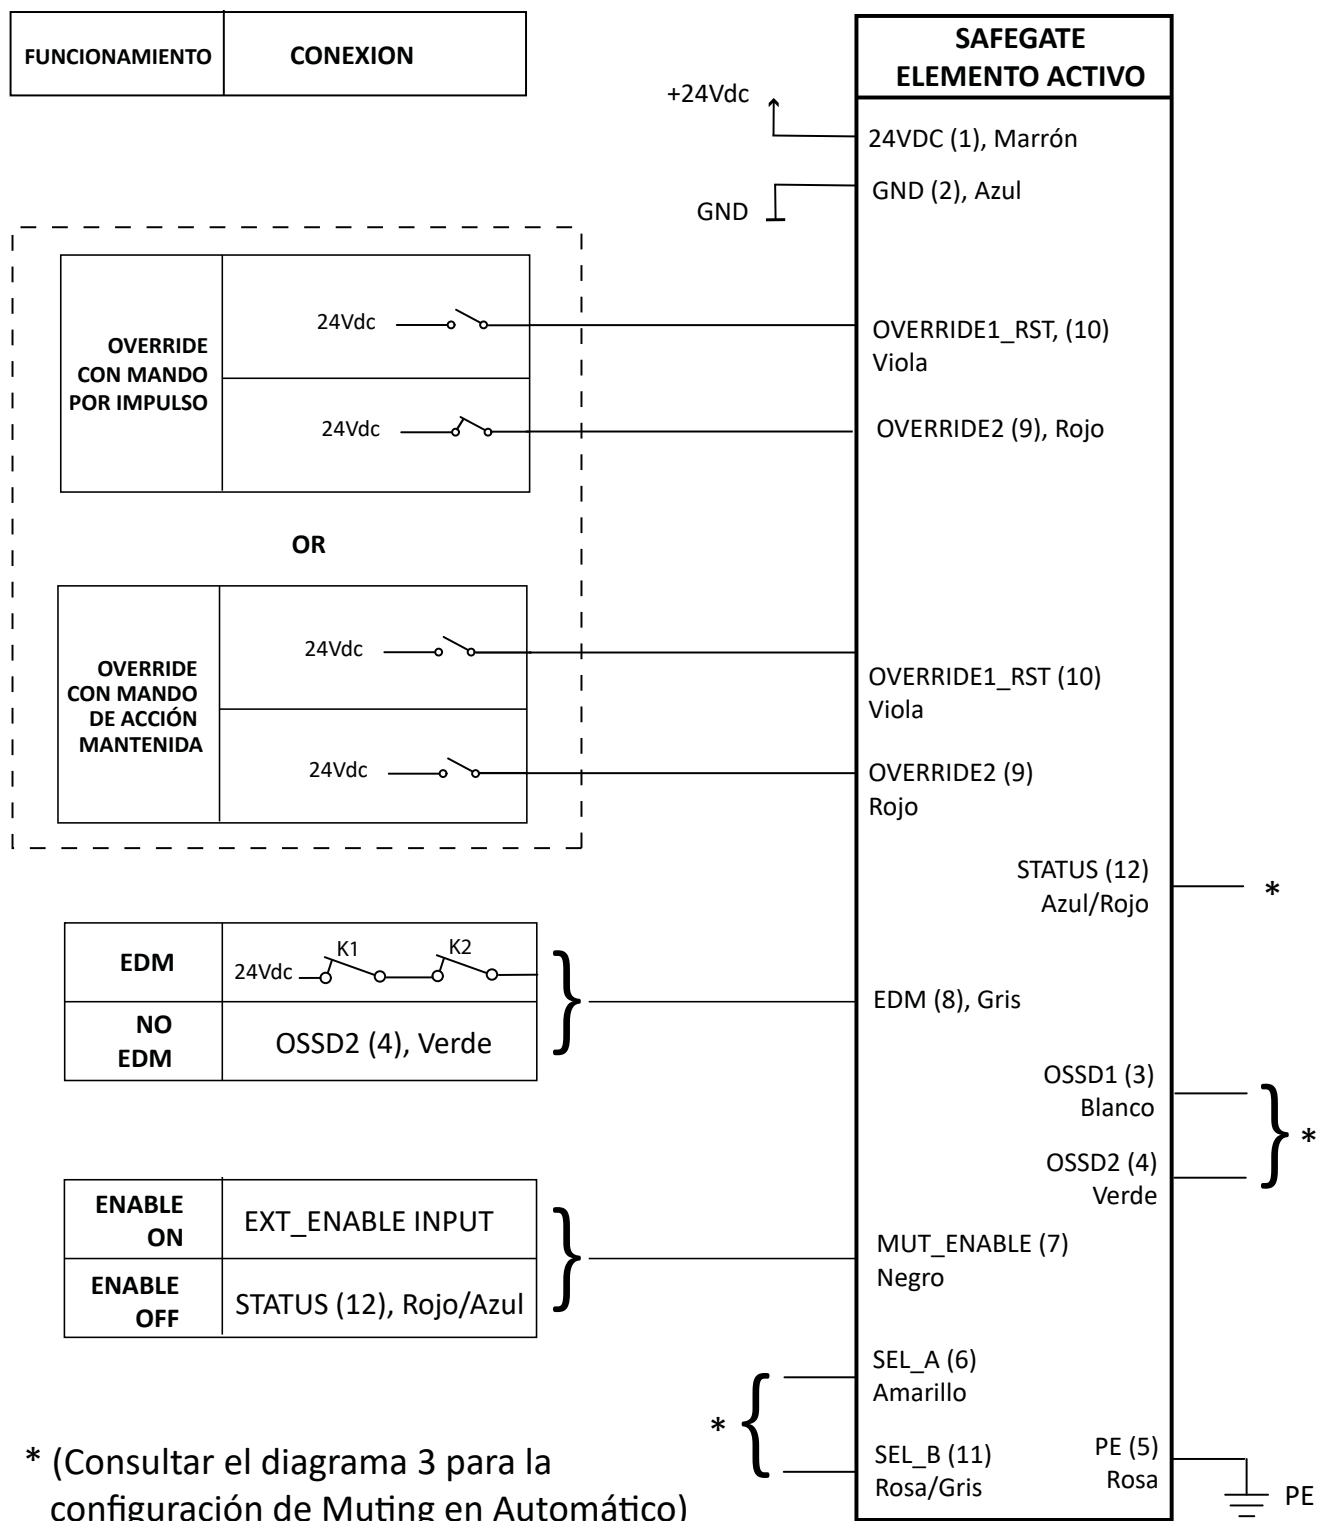 FUNCIONAMIENTO
CONEXION
SAFEGATE
ELEMENTO ACTIVO
+24Vdc
24VDC (1), Marrón
GND
GND (2), Azul
OVERRIDE
CON MANDO
POR IMPULSO
24Vdc
24Vdc
OVERRIDE1_RST, (10)
Viola
OVERRIDE2 (9), Rojo
OR
OVERRIDE
CON MANDO
DE ACCIÓN
MANTENIDA
24Vdc
24Vdc
OVERRIDE1_RST (10)
Viola
OVERRIDE2 (9)
Rojo
STATUS (12)
Azul/Rojo
*
EDM
24Vdc
K1
K2
NO
EDM
OSSD2 (4), Verde
EDM (8), Gris
OSSD1 (3)
Blanco
OSSD2 (4)
Verde
*
ENABLE
ON
EXT_ENABLE INPUT
ENABLE
OFF
STATUS (12), Rojo/Azul
MUT_ENABLE (7)
Negro
SEL_A (6)
Amarillo
*
SEL_B (11)
Rosa/Gris
PE (5)
Rosa
PE
* (Consultar el diagrama 3 para la
configuración de Muting en Automático)